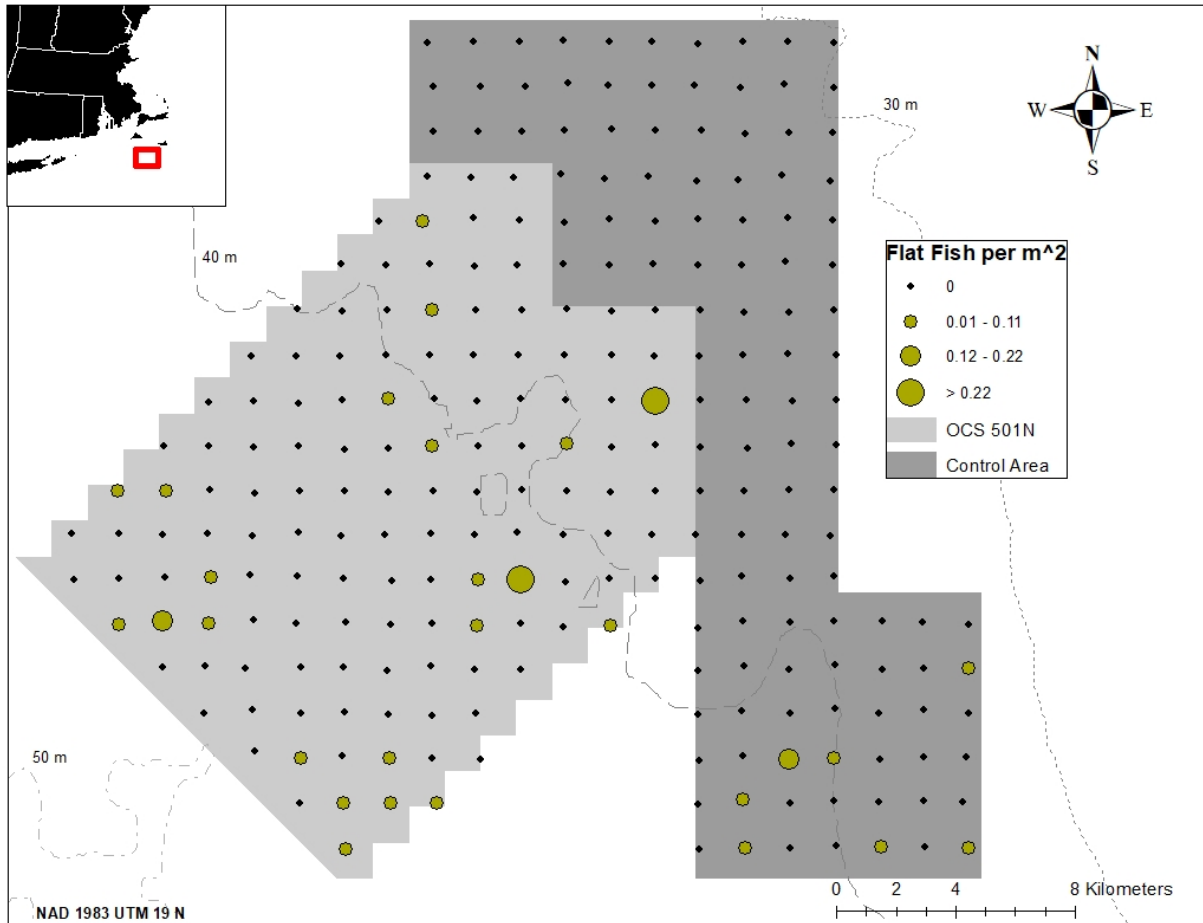 N
W E
S
30 m
40 m
Flat Fish per m^2
0
0.01 - 0.11
0.12 - 0.22
> 0.22
OCS 501N
Control Area
50 m
0 2 4 8 Kilometers
NAD 1983 UTM 19 N